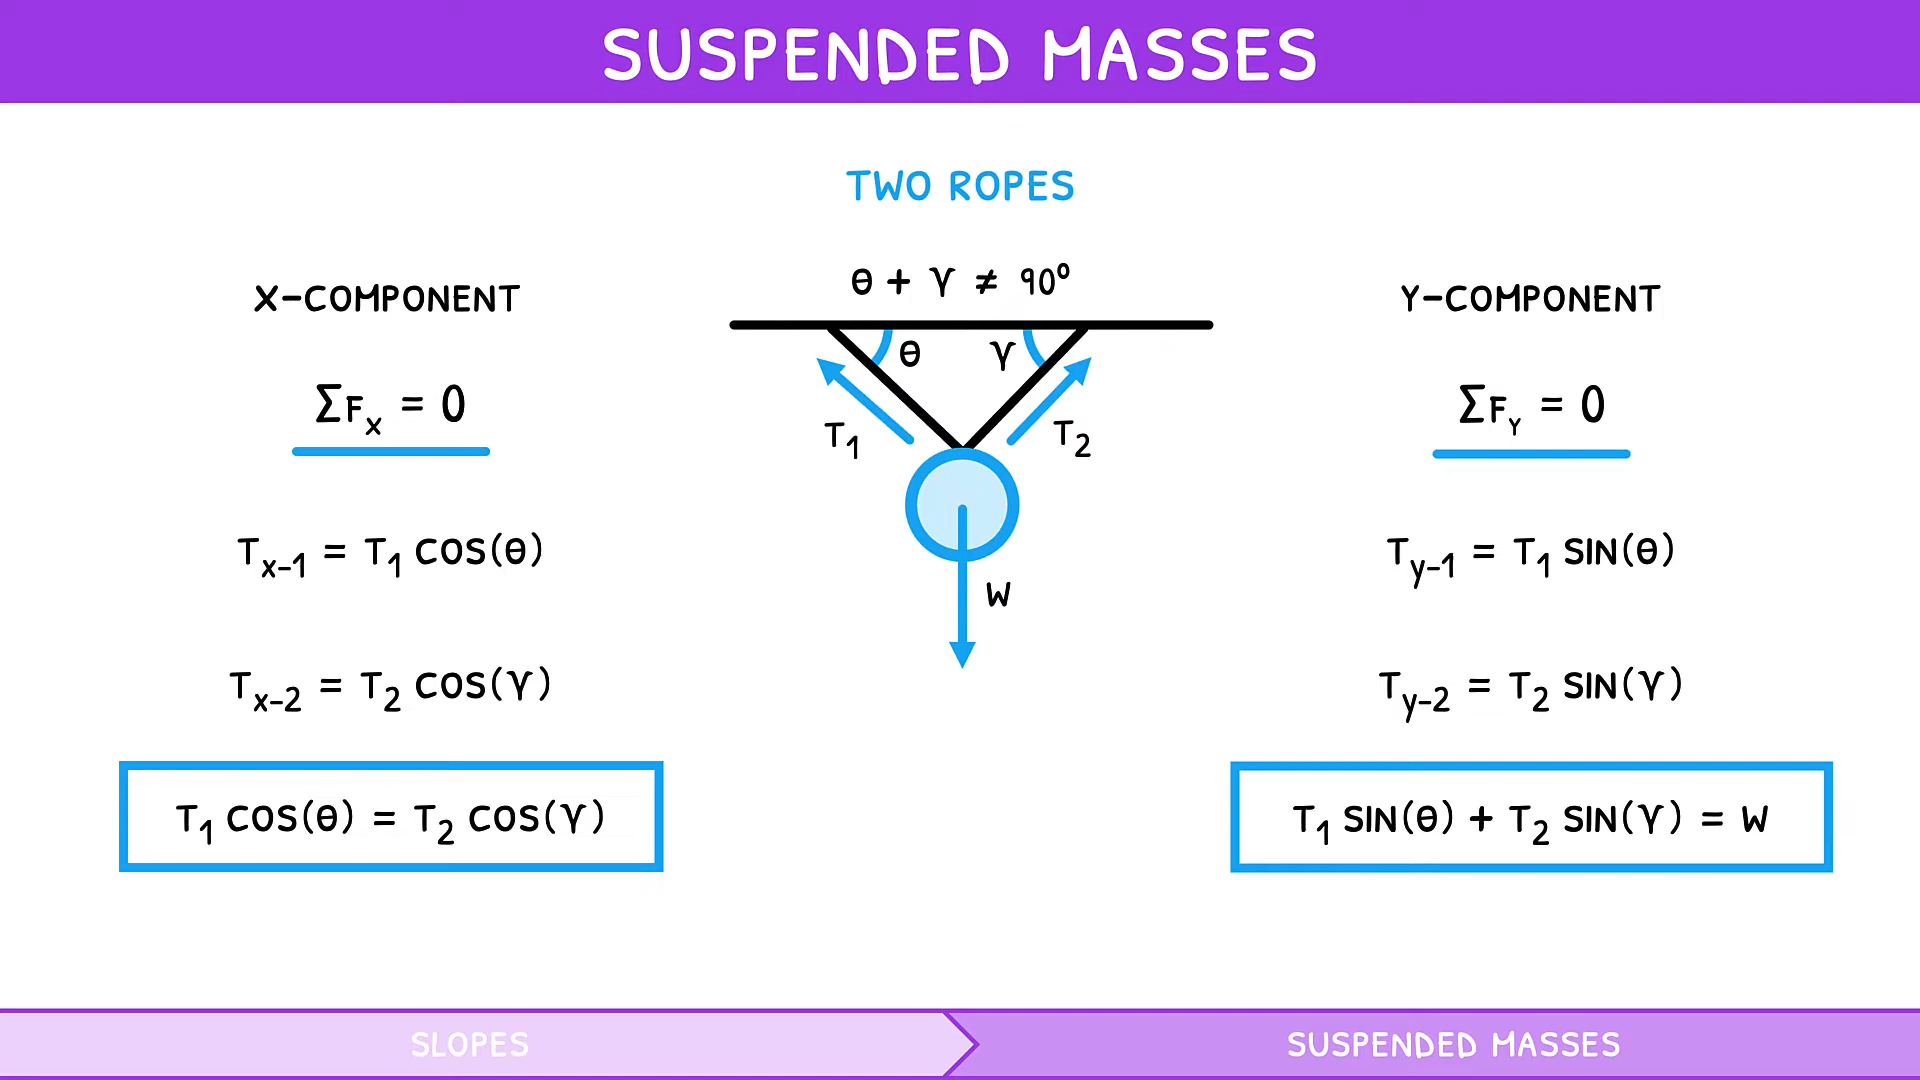 SUSPENDED MASSES
TWO ROPES
θ + γ ≠ 90°
θ
γ
T₁
T₂
W
X-COMPONENT
ΣFₓ = 0
Tx-1 = T₁ COS(θ)
Tx-2 = T₂ COS(γ)
T₁ COS(θ) = T₂ COS(γ)
Y-COMPONENT
ΣFY = 0
Ty-1 = T₁ SIN(θ)
Ty-2 = T₂ SIN(γ)
T₁ SIN(θ) + T₂ SIN(γ) = W
SLOPES
SUSPENDED MASSES